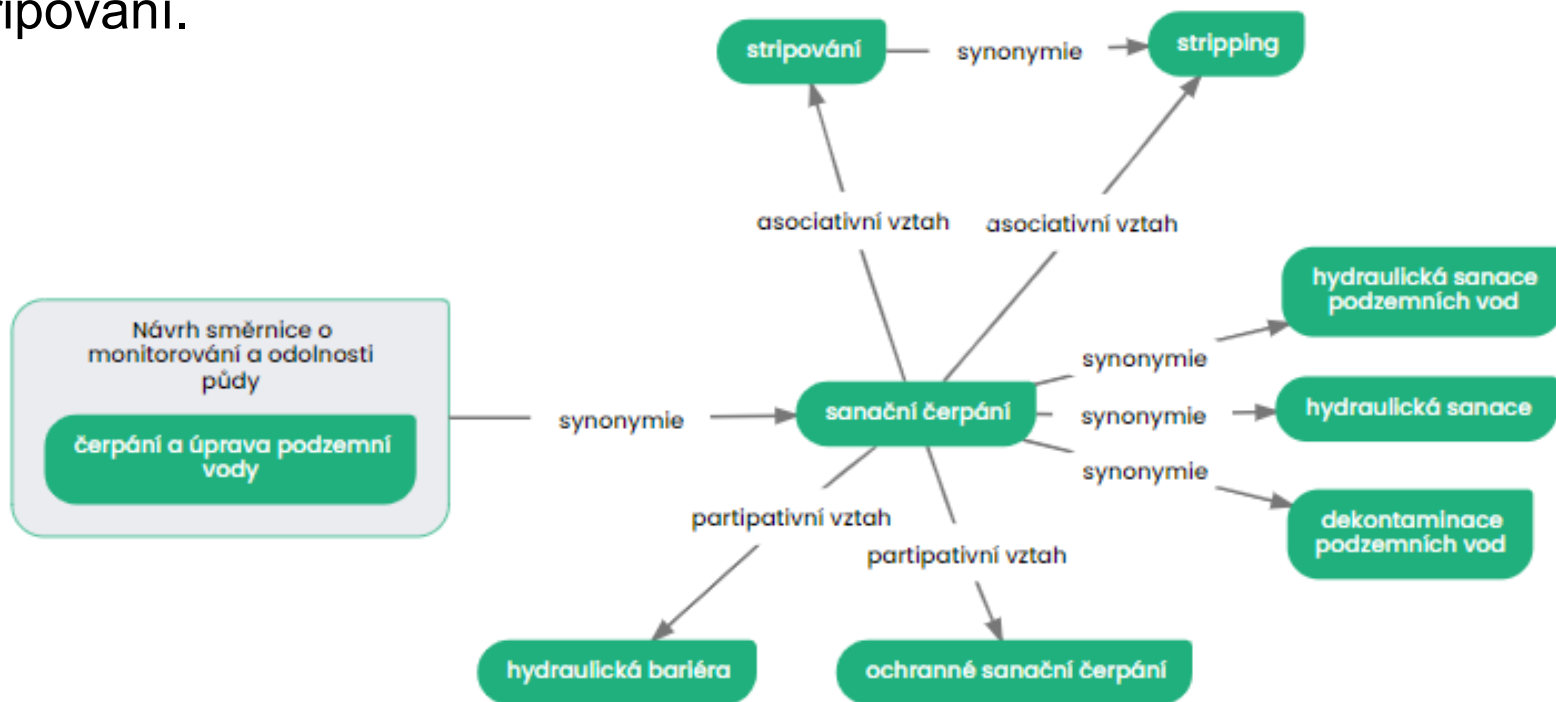 ripování.
stripování
synonymie
stripping
asociativní vztah
asociativní vztah
hydraulická sanace
podzemních vod
Návrh směrnice o
monitorování a odolnosti
půdy
synonymie
sanační čerpání
synonymie
hydraulická sanace
synonymie
čerpání a úprava podzemní
vody
synonymie
partipativní vztah
dekontaminace
podzemních vod
partipativní vztah
hydraulická bariéra
ochranné sanační čerpání